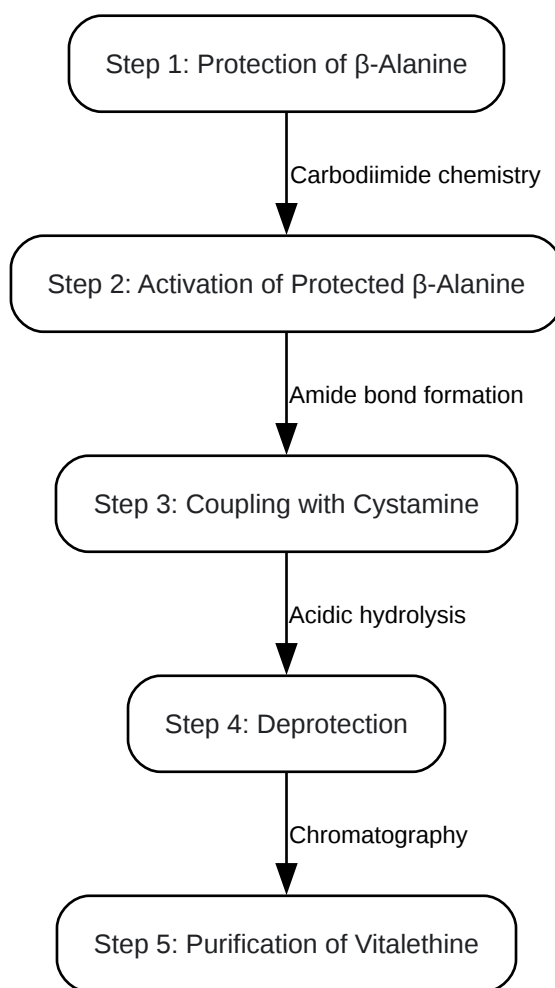 Step 1: Protection of β-Alanine
Carbodiimide chemistry
Step 2: Activation of Protected β-Alanine
Amide bond formation
Step 3: Coupling with Cystamine
Acidic hydrolysis
Step 4: Deprotection
Chromatography
Step 5: Purification of Vitalethine